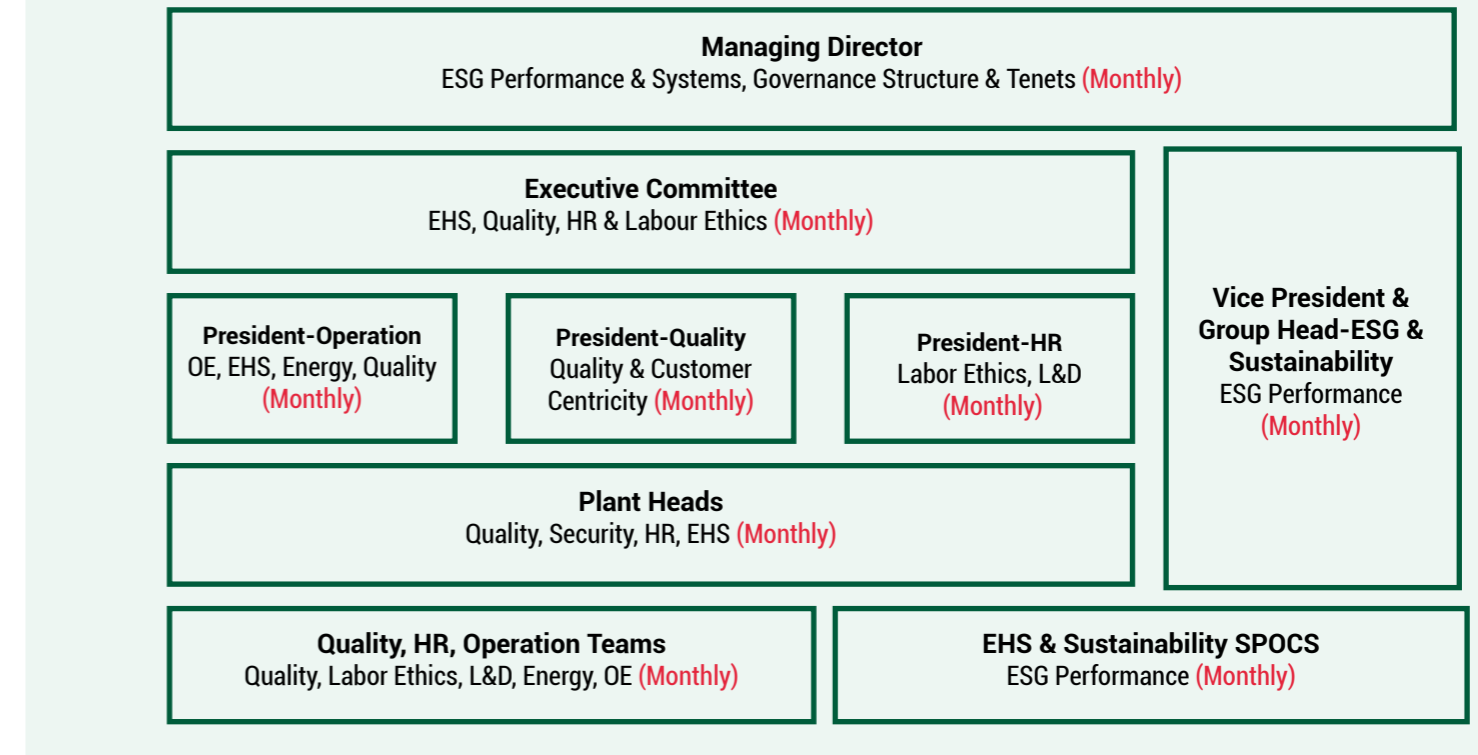 Managing Director
ESG Performance & Systems, Governance Structure & Tenets (Monthly)
Executive Committee
EHS, Quality, HR & Labour Ethics (Monthly)
President-Operation
OE, EHS, Energy, Quality
(Monthly)
President-Quality
Quality & Customer
Centricity (Monthly)
President-HR
Labor Ethics, L&D
(Monthly)
Vice President &
Group Head-ESG &
Sustainability
ESG Performance
(Monthly)
Plant Heads
Quality, Security, HR, EHS (Monthly)
Quality, HR, Operation Teams
Quality, Labor Ethics, L&D, Energy, OE (Monthly)
EHS & Sustainability SPOCS
ESG Performance (Monthly)